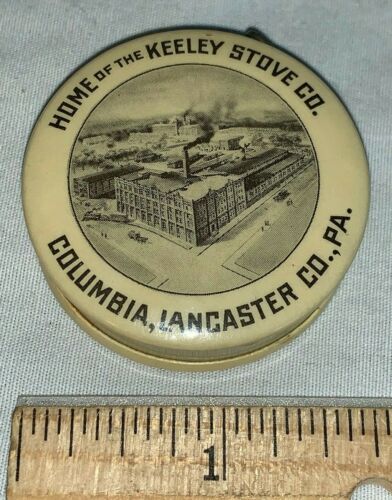 HOME OF THE KEELEY STOVE CO.
COLUMBIA, LANCASTER CO., PA.
1